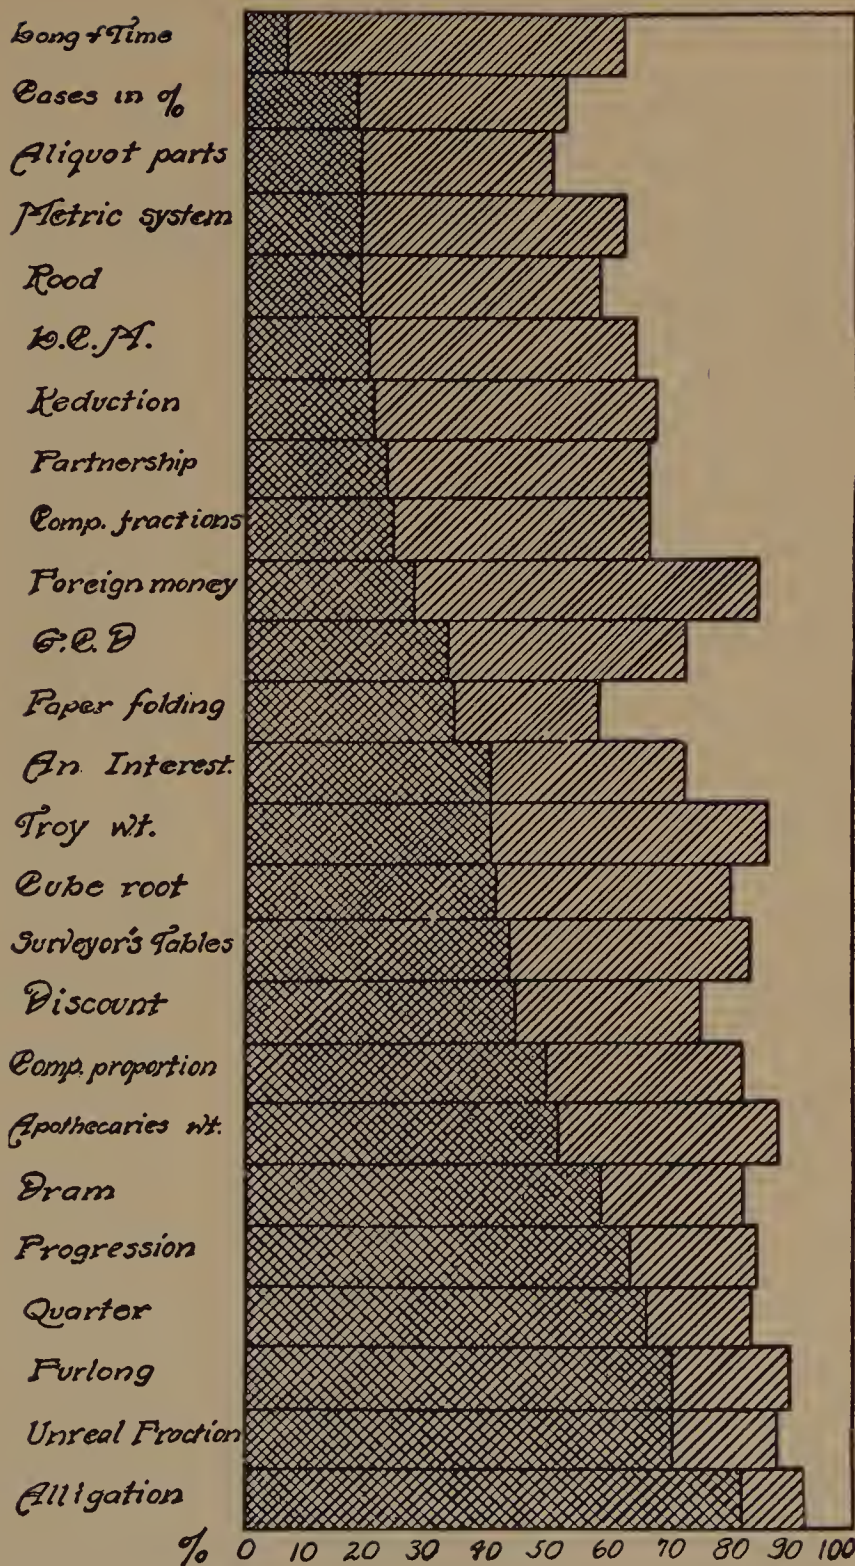 Long & Time
Cases in %
Aliquot parts
Metric system
Rood
L.C.M.
Reduction
Partnership
Comp. fractions
Foreign money
G.C.D
Paper folding
An Interest.
Troy wt.
Cube root
Surveyor's Tables
Discount
Comp. proportion
Apothecaries wt.
Dram
Progression
Quarter
Furlong
Unreal Fraction
Alligation
% 0 10 20 30 40 50 60 70 80 90 100